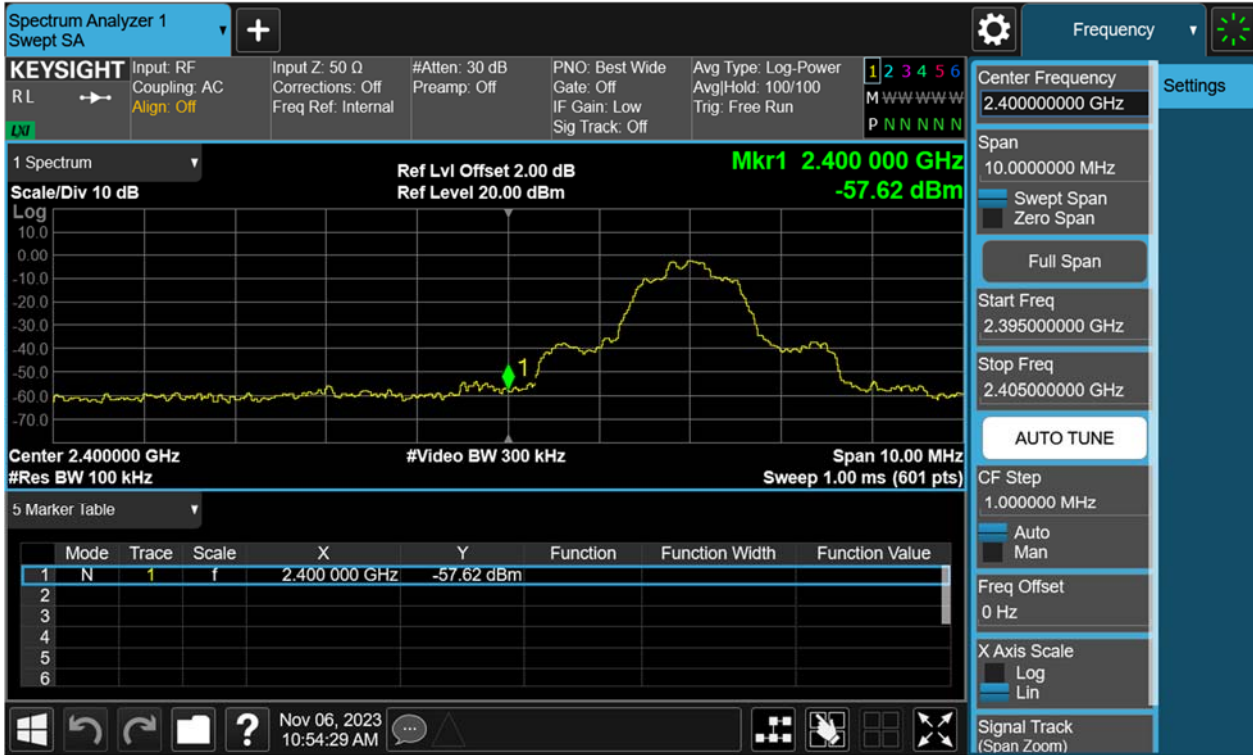 Spectrum Analyzer 1
Swept SA
+
Frequency
KEYSIGHT
R L
LXI
Input: RF
Coupling: AC
Align: Off
Input Z: 50 Ω
Corrections: Off
Freq Ref: Internal
#Atten: 30 dB
Preamp: Off
PNO: Best Wide
Gate: Off
IF Gain: Low
Sig Track: Off
Avg Type: Log-Power
Avg|Hold: 100/100
Trig: Free Run
1 2 3 4 5 6
M W W W W W
P N N N N N
1 Spectrum
Scale/Div 10 dB
Ref Lvl Offset 2.00 dB
Ref Level 20.00 dBm
Mkr1 2.400 000 GHz
-57.62 dBm
Log
10.0
0.00
-10.0
-20.0
-30.0
-40.0
-50.0
-60.0
-70.0
1
Center 2.400000 GHz
#Res BW 100 kHz
#Video BW 300 kHz
Span 10.00 MHz
Sweep 1.00 ms (601 pts)
5 Marker Table
Mode Trace Scale X Y Function Function Width Function Value
1 N 1 f 2.400 000 GHz -57.62 dBm
2
3
4
5
6
?
Nov 06, 2023
10:54:29 AM
Center Frequency
2.400000000 GHz
Settings
Span
10.0000000 MHz
Swept Span
Zero Span
Full Span
Start Freq
2.395000000 GHz
Stop Freq
2.405000000 GHz
AUTO TUNE
CF Step
1.000000 MHz
Auto
Man
Freq Offset
0 Hz
X Axis Scale
Log
Lin
Signal Track
(Span Zoom)